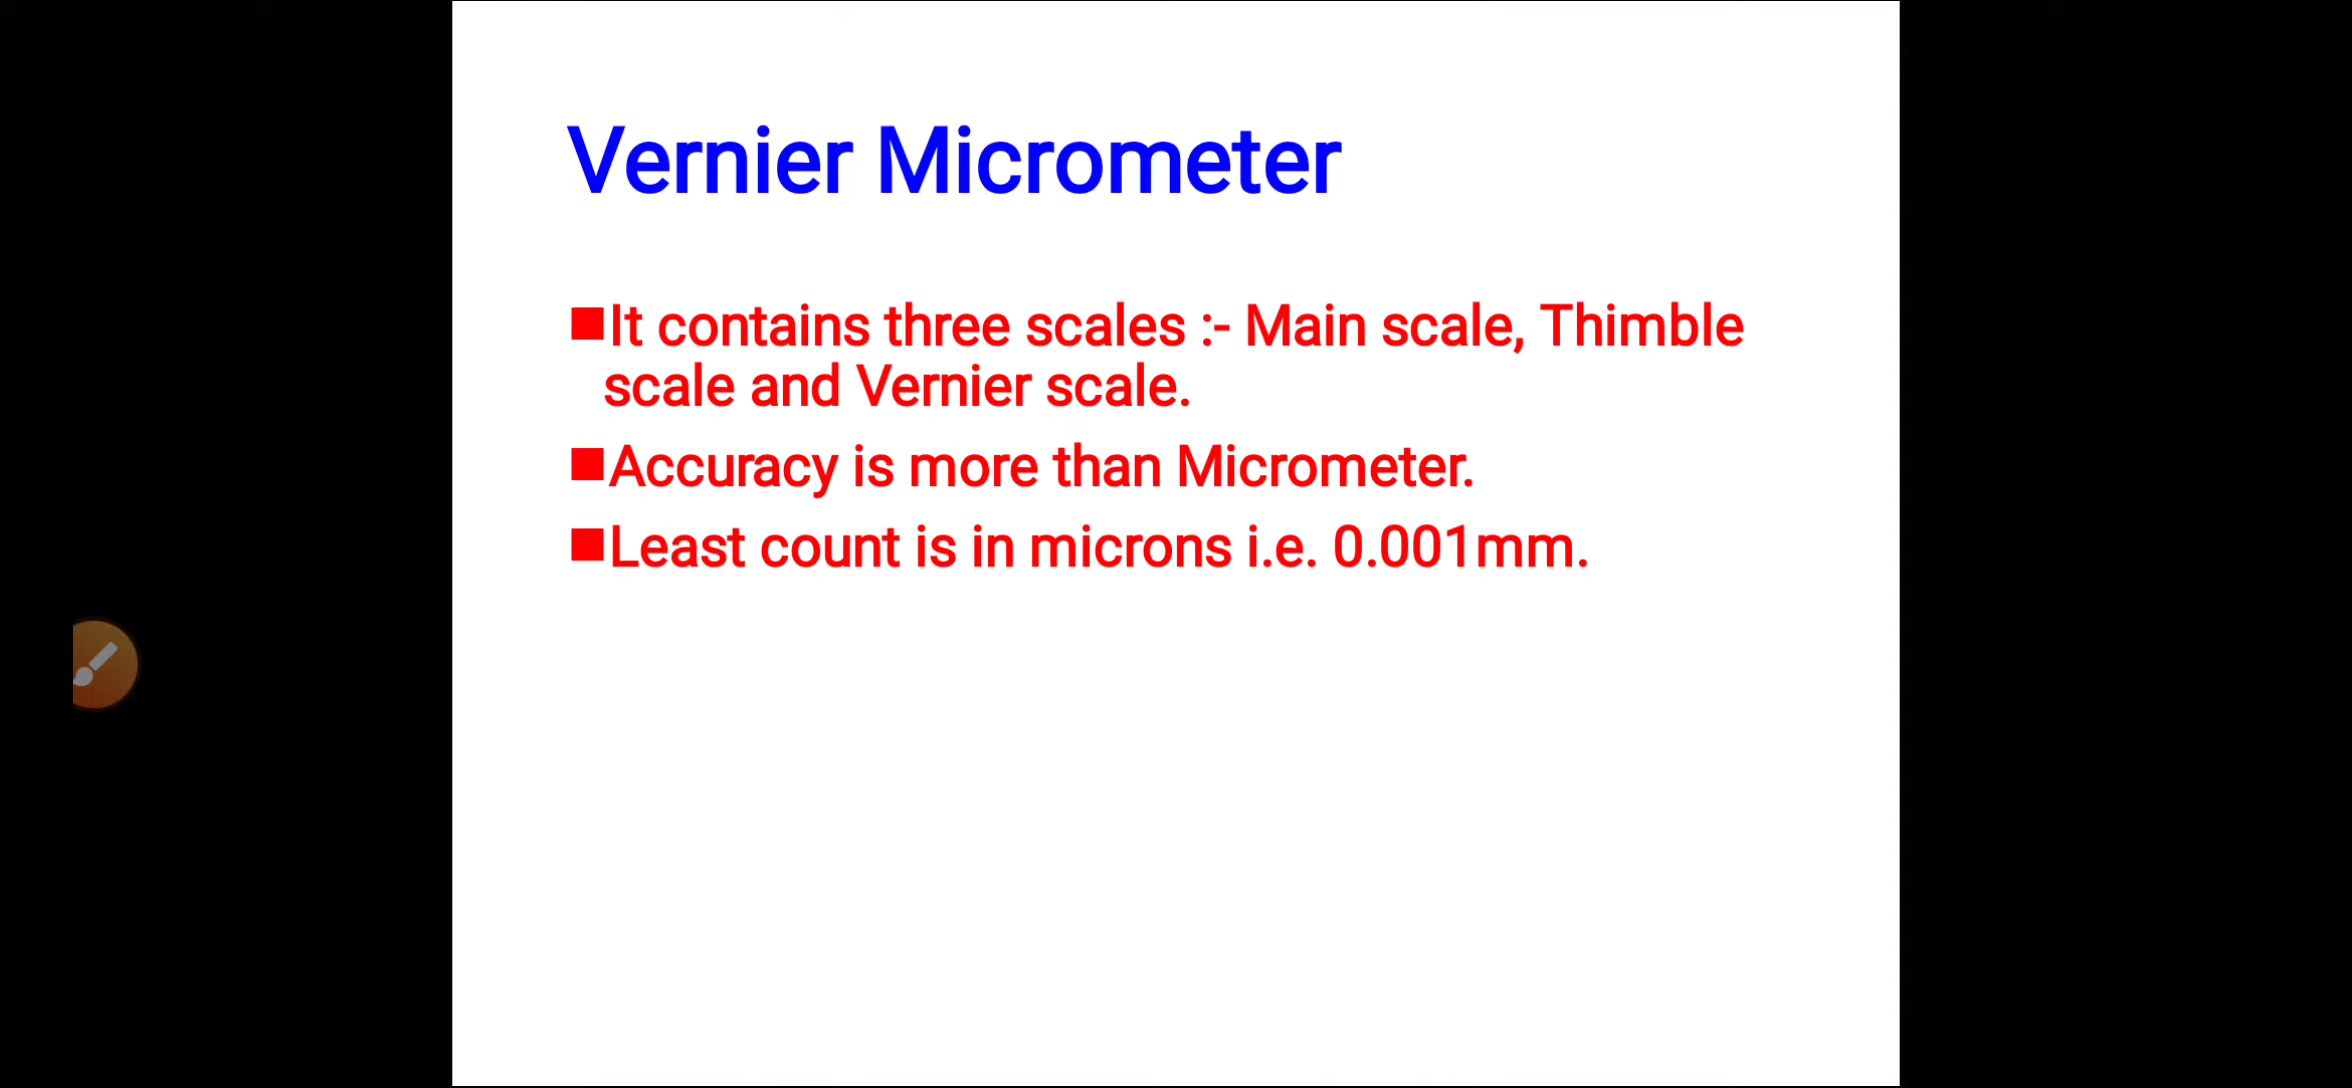 Vernier Micrometer
■It contains three scales :- Main scale, Thimble
scale and Vernier scale.
■Accuracy is more than Micrometer.
■Least count is in microns i.e. 0.001mm.